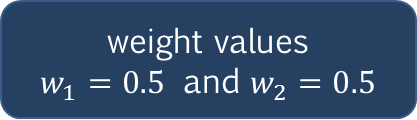 weight values
w₁ = 0.5 and w₂ = 0.5